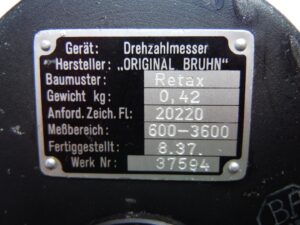 Gerät: Drehzahlmesser
Hersteller: „ORIGINAL BRUHN"
Baumuster: Retax
Gewicht kg: 0,42
Anford. Zeich. Fl: 20220
Meßbereich: 600-3600
Fertiggestellt: 8.37.
Werk Nr: 37594